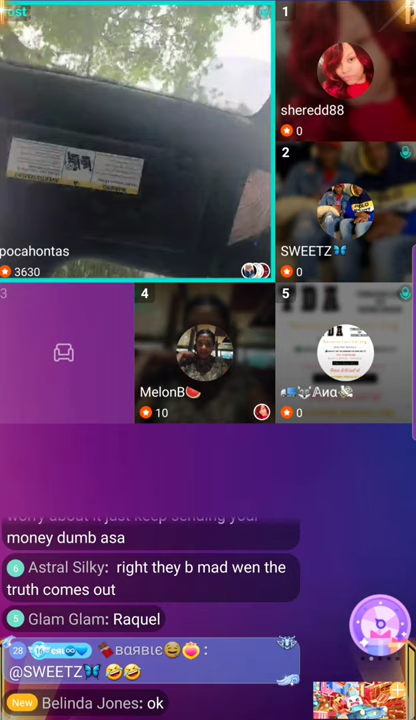 1
sheredd88
0
2
SWEETZ🦋
0
pocahontas
3630
3
4
MelonB🍉
10
5
0
money dumb asa
6 Astral Silky: right they b mad wen the
truth comes out
5 Glam Glam: Raquel
28
@SWEETZ🦋 🤣🤣
New Belinda Jones: ok